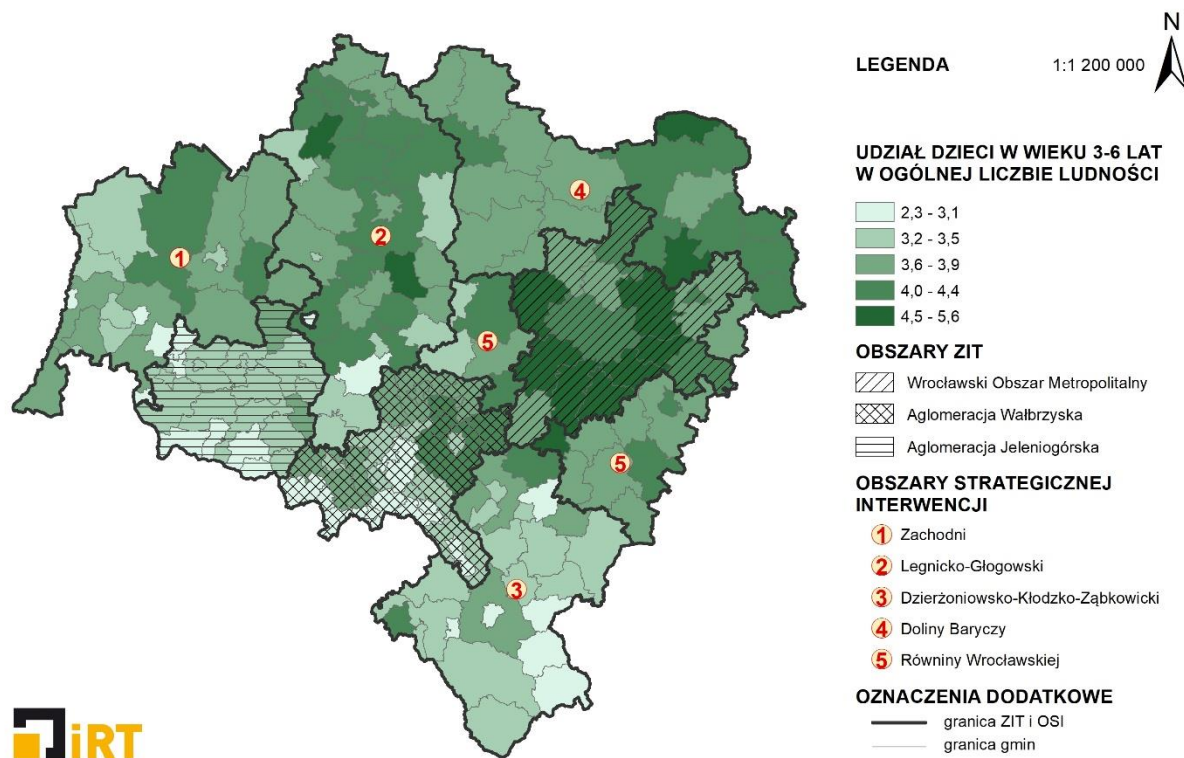 N
LEGENDA
1:1 200 000
UDZIAŁ DZIECI W WIEKU 3-6 LAT
W OGÓLNEJ LICZBIE LUDNOŚCI
2,3 - 3,1
3,2 - 3,5
3,6 - 3,9
4,0 - 4,4
4,5 - 5,6
OBSZARY ZIT
Wrocławski Obszar Metropolitalny
Aglomeracja Wałbrzyska
Aglomeracja Jeleniogórska
OBSZARY STRATEGICZNEJ
INTERWENCJI
1 Zachodni
2 Legnicko-Głogowski
3 Dzierżoniowsko-Kłodzko-Ząbkowicki
4 Doliny Baryczy
5 Równiny Wrocławskiej
OZNACZENIA DODATKOWE
granica ZIT i OSI
granica gmin
4
2
1
5
5
3
iRT